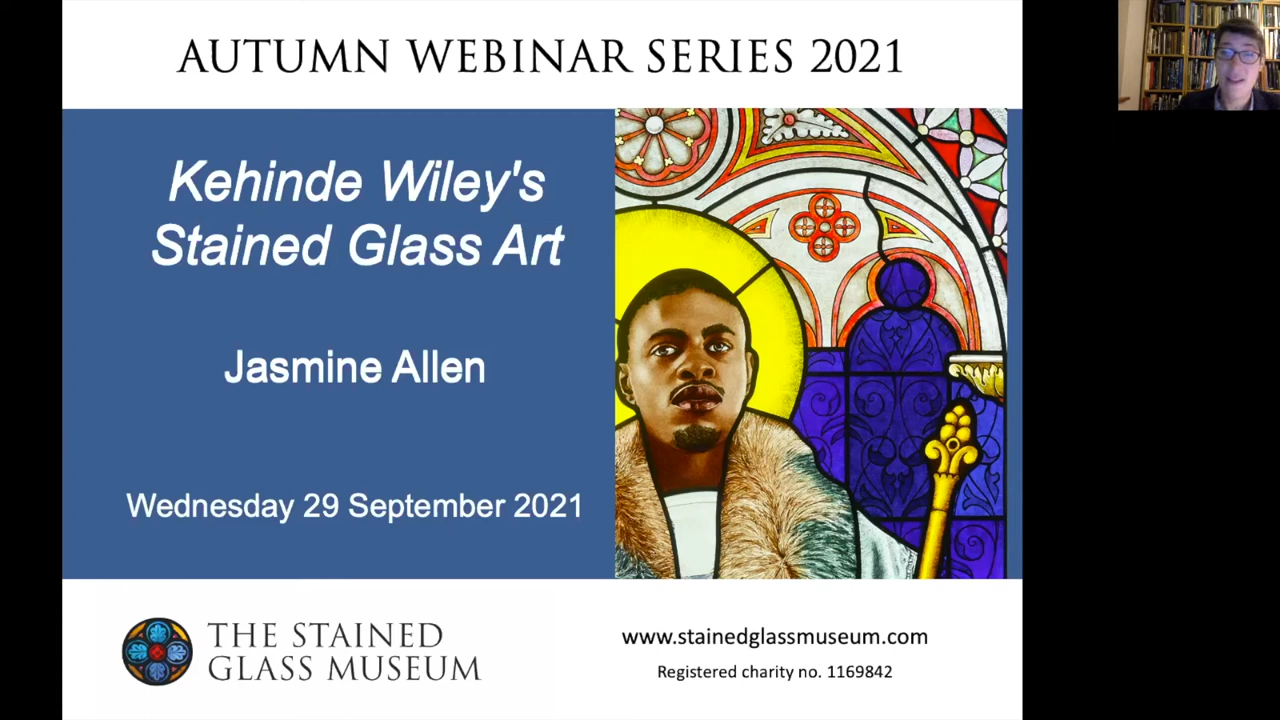 AUTUMN WEBINAR SERIES 2021
Kehinde Wiley's
Stained Glass Art
Jasmine Allen
Wednesday 29 September 2021
THE STAINED
GLASS MUSEUM
www.stainedglassmuseum.com
Registered charity no. 1169842